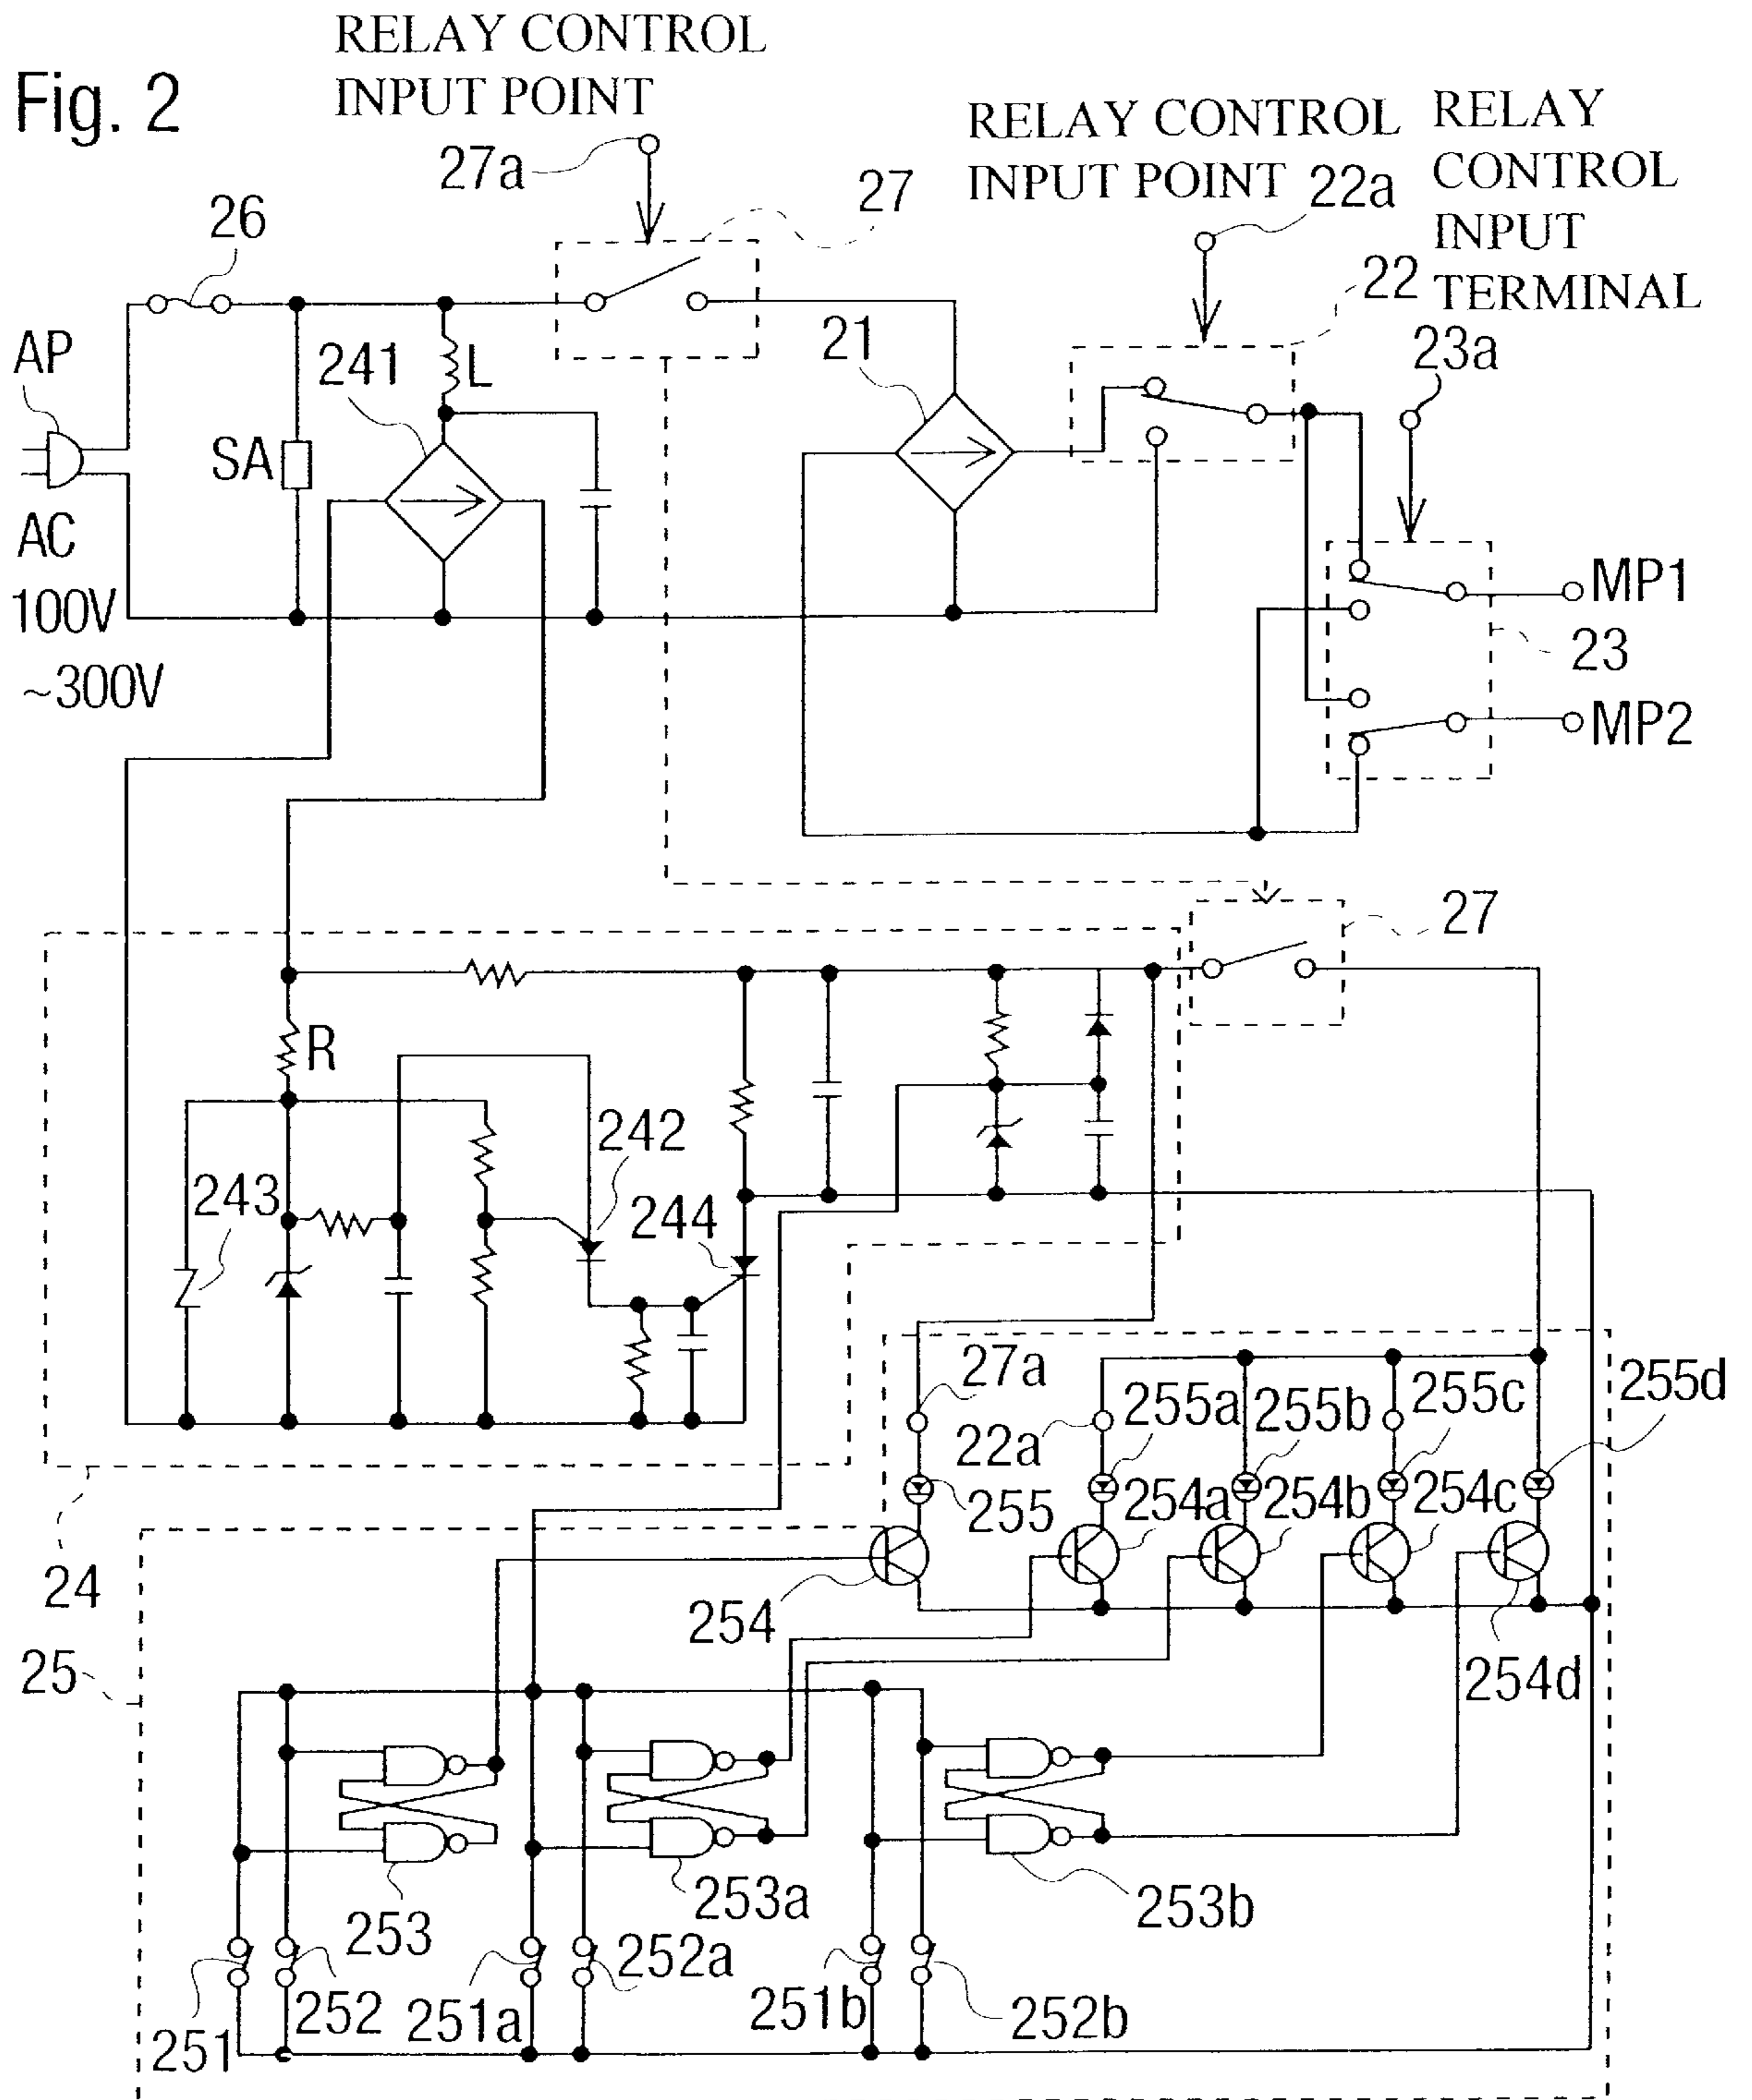 Fig. 2
RELAY CONTROL
INPUT POINT
27a
27
RELAY CONTROL
INPUT POINT
22a
RELAY
CONTROL
INPUT
TERMINAL
23a
26
22
21
AP
241
L
SA
AC
100V
~300V
MP1
23
MP2
27
R
242
243
244
27a
255a
255b
255c
255d
22a
255
254a
254b
254c
24
254
25
254d
253
253a
253b
251
252
251a
252a
251b
252b